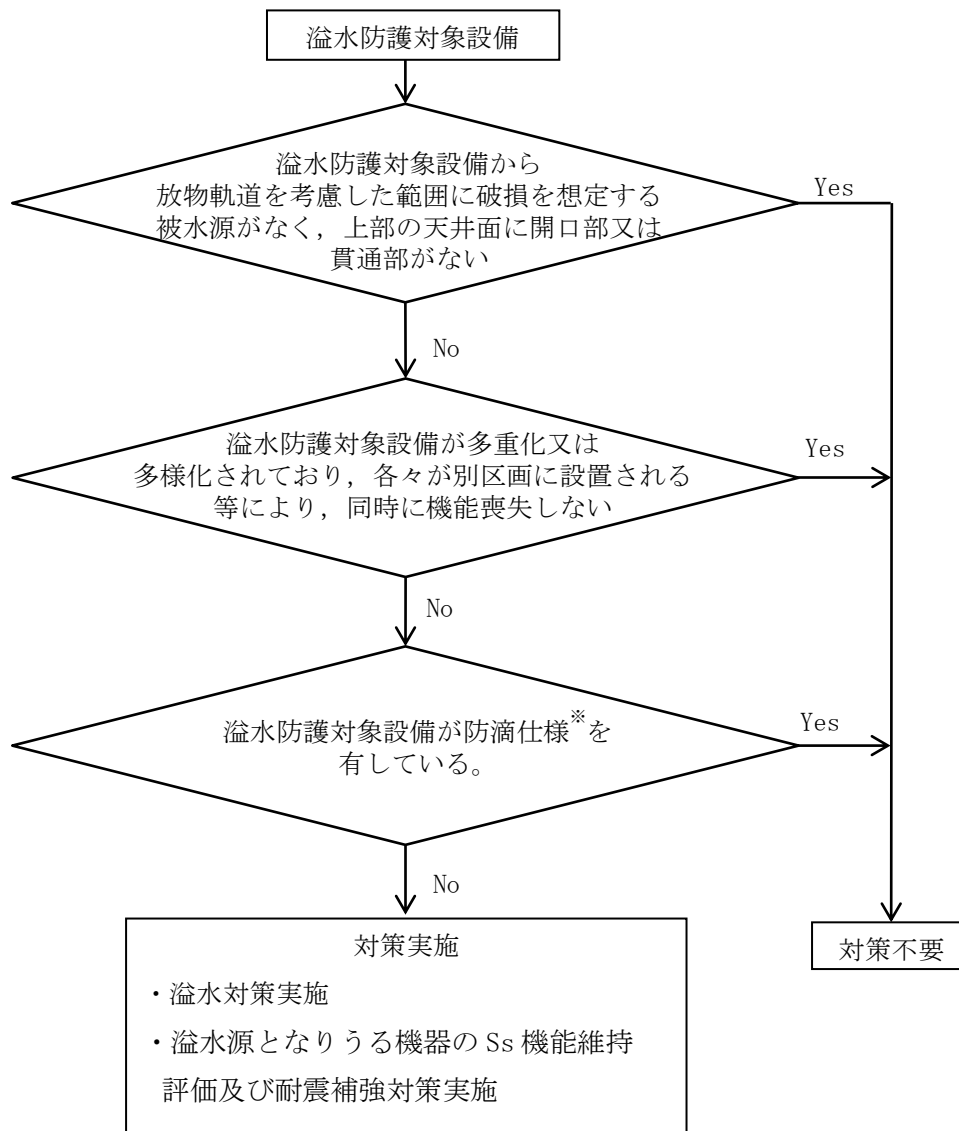 溢水防護対象設備
溢水防護対象設備から
放物軌道を考慮した範囲に破損を想定する
被水源がなく，上部の天井面に開口部又は
貫通部がない
Yes
No
溢水防護対象設備が多重化又は
多様化されており，各々が別区画に設置される
等により，同時に機能喪失しない
Yes
No
溢水防護対象設備が防滴仕様※を
有している。
Yes
No
対策実施
・溢水対策実施
・溢水源となりうる機器の Ss 機能維持
評価及び耐震補強対策実施
対策不要